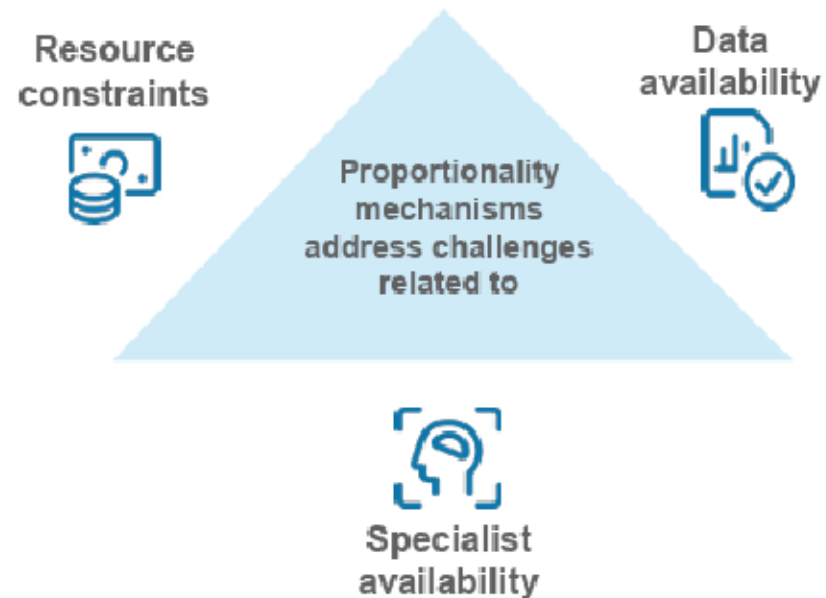 Resource
constraints
Data
availability
Proportionality
mechanisms
address challenges
related to
Specialist
availability